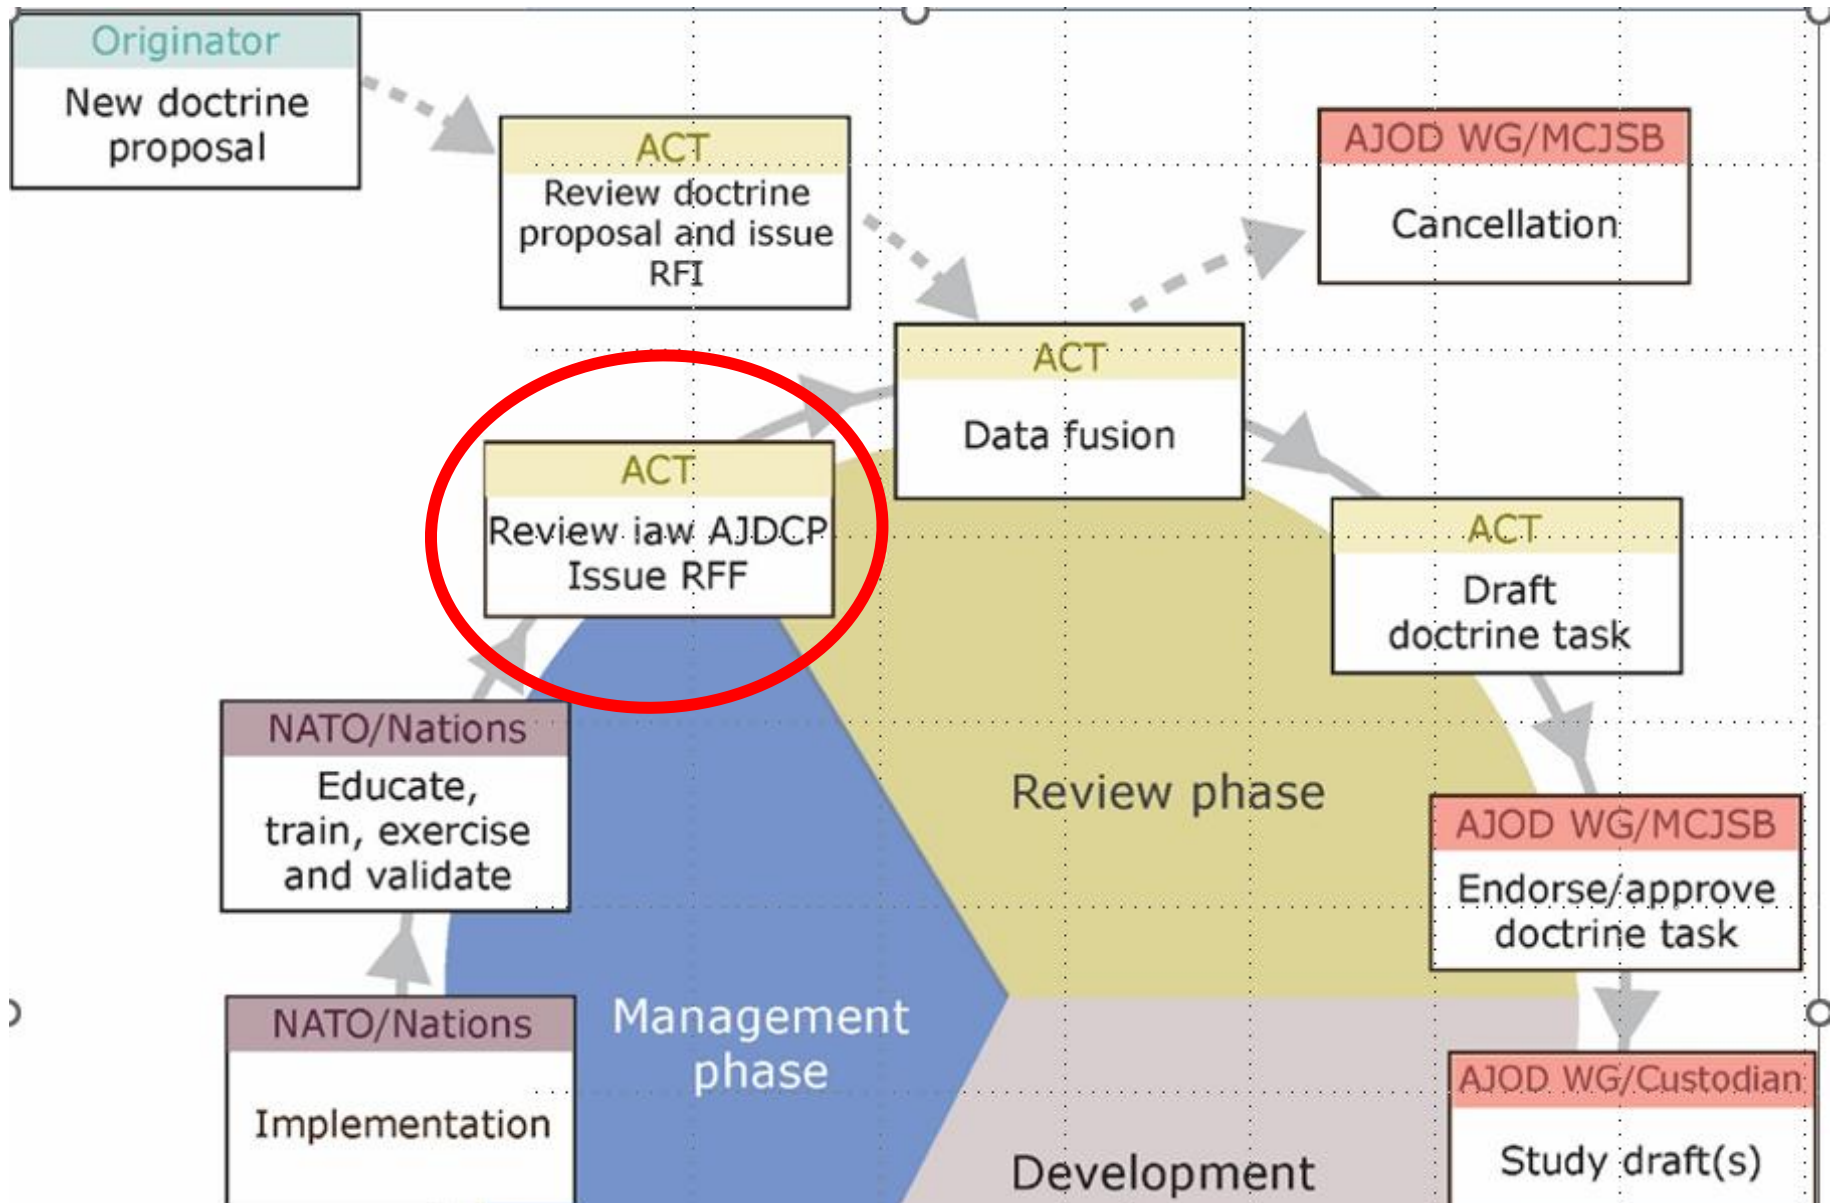 Originator
New doctrine
proposal
ACT
Review doctrine
proposal and issue
RFI
AJOD WG/MCJSB
Cancellation
ACT
Data fusion
ACT
Review iaw AJDCP
Issue RFF
ACT
Draft
doctrine task
NATO/Nations
Educate,
train, exercise
and validate
Review phase
AJOD WG/MCJSB
Endorse/approve
doctrine task
NATO/Nations
Implementation
Management
phase
AJOD WG/Custodian
Study draft(s)
Development